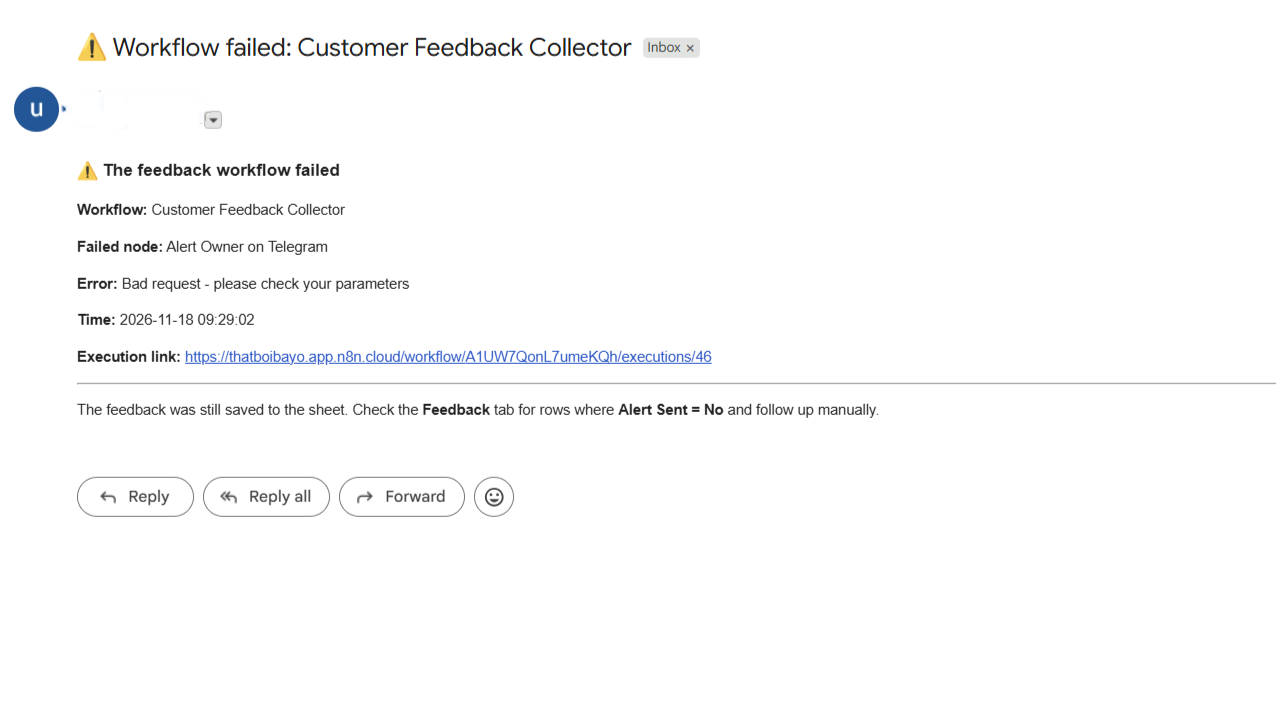 ⚠️ Workflow failed: Customer Feedback Collector Inbox ×
u
⚠️ The feedback workflow failed
Workflow: Customer Feedback Collector
Failed node: Alert Owner on Telegram
Error: Bad request - please check your parameters
Time: 2026-11-18 09:29:02
Execution link: https://thatboibayo.app.n8n.cloud/workflow/A1UW7QonL7umeKQh/executions/46
The feedback was still saved to the sheet. Check the Feedback tab for rows where Alert Sent = No and follow up manually.
Reply Reply all Forward